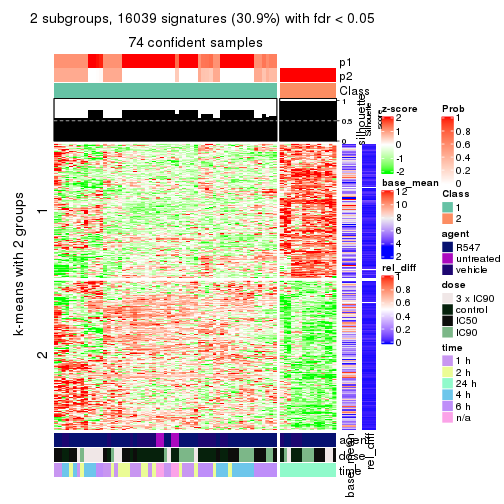 2 subgroups, 16039 signatures (30.9%) with fdr < 0.05
74 confident samples
p1
p2
Class
silhouette
1
0.5
0
k-means with 2 groups
1
2
agent
dose
time
base_mean
rel_diff
z-score
2
1
0
-1
-2
base_mean
12
10
8
6
4
2
rel_diff
1
0.8
0.6
0.4
0.2
0
Prob
1
0.8
0.6
0.4
0.2
0
Class
1
2
agent
R547
untreated
vehicle
dose
3 x IC90
control
IC50
IC90
time
1 h
2 h
24 h
4 h
6 h
n/a